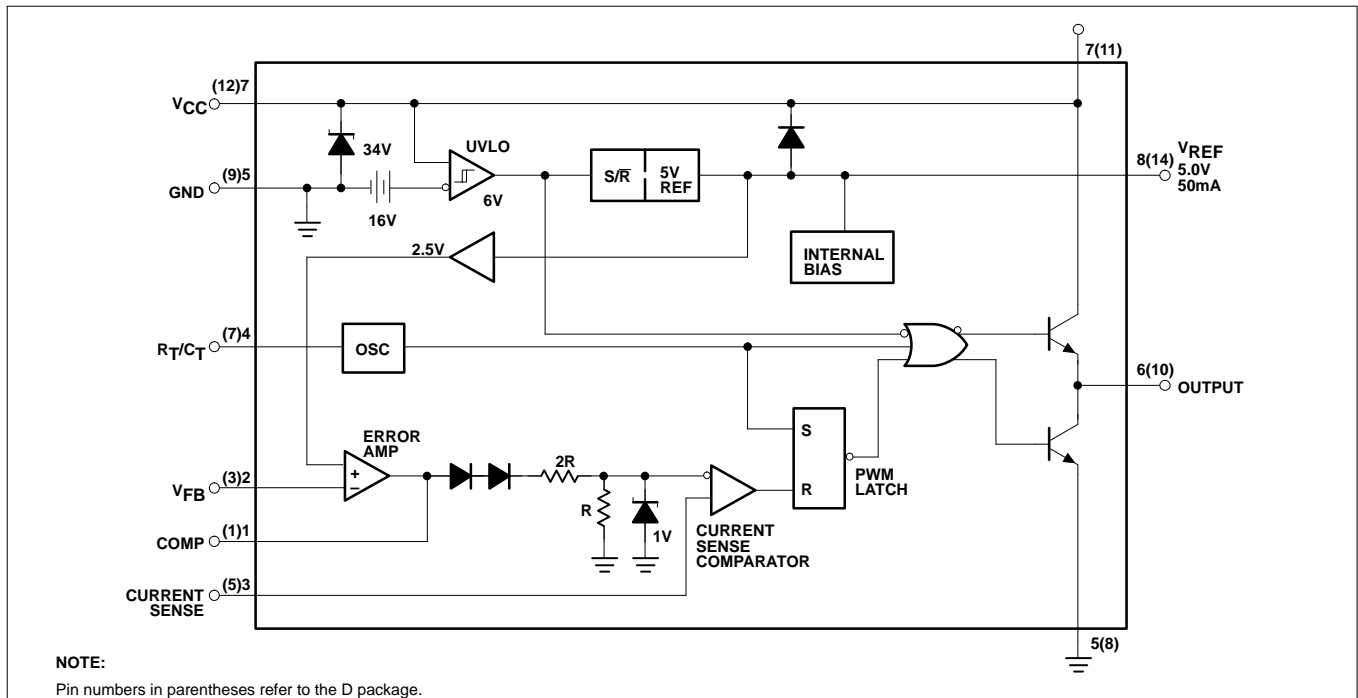 7(11)
(12)7
VCC
34V
UVLO
S/R̅
5V
REF
8(14)
VREF
5.0V
50mA
(9)5
GND
16V
6V
2.5V
INTERNAL
BIAS
(7)4
RT/CT
OSC
6(10)
OUTPUT
ERROR
AMP
+
−
2R
S
R
PWM
LATCH
(3)2
VFB
R
1V
CURRENT
SENSE
COMPARATOR
(1)1
COMP
(5)3
CURRENT
SENSE
5(8)
NOTE:
Pin numbers in parentheses refer to the D package.